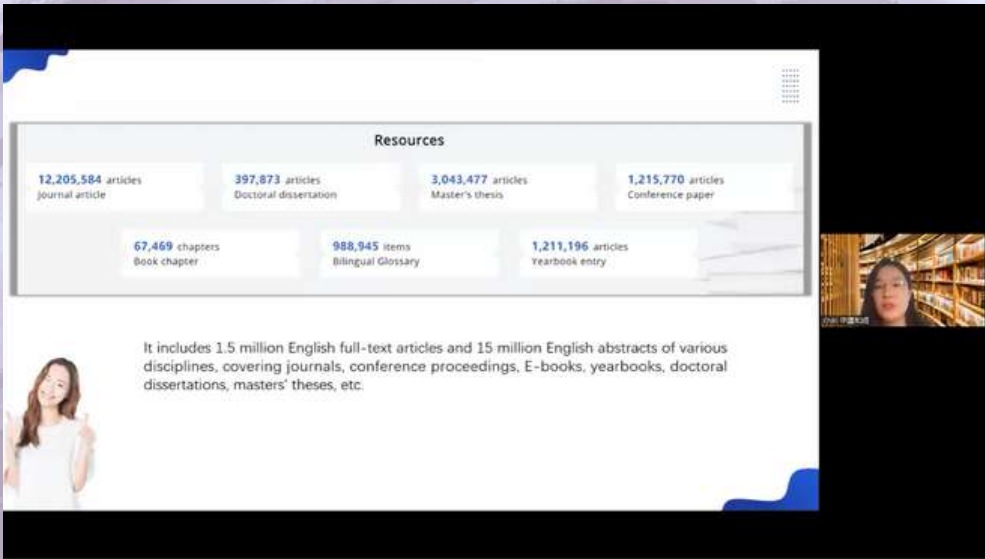 Resources
12,205,584 articles
Journal article
397,873 articles
Doctoral dissertation
3,043,477 articles
Master's thesis
1,215,770 articles
Conference paper
67,469 chapters
Book chapter
988,945 items
Bilingual Glossary
1,211,196 articles
Yearbook entry
It includes 1.5 million English full-text articles and 15 million English abstracts of various
disciplines, covering journals, conference proceedings, E-books, yearbooks, doctoral
dissertations, masters' theses, etc.